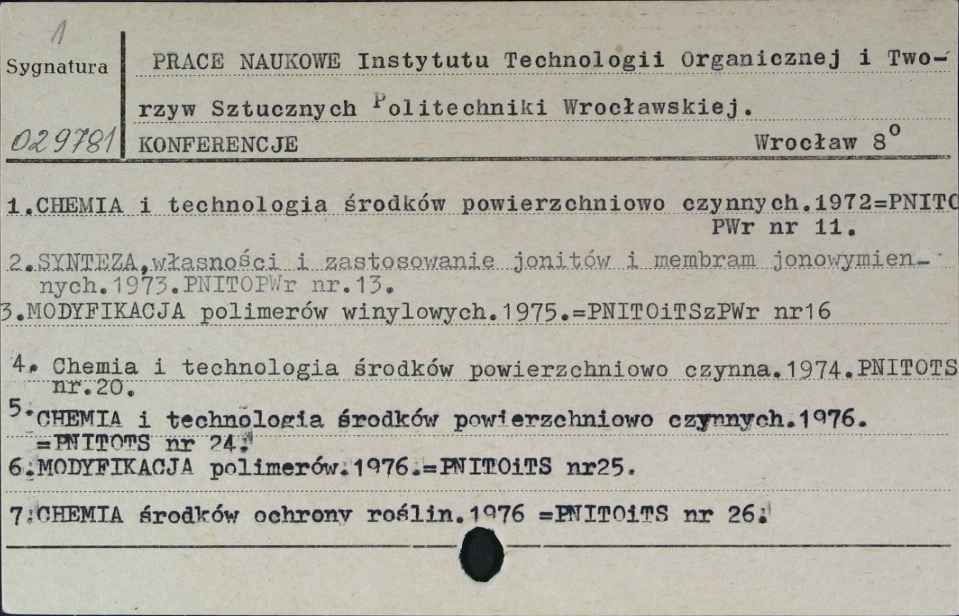 1
Sygnatura
PRACE NAUKOWE Instytutu Technologii Organicznej i Two-
rzyw Sztucznych Politechniki Wrocławskiej.
029781
KONFERENCJE Wrocław 8°
1.CHEMIA i technologia środków powierzchniowo czynnych.1972=PNITO
PWr nr 11.
2.SYNTEZA,własności i zastosowanie jonitów i membram jonowymien-
nych.1973.PNITOPWr nr.13.
3.MODYFIKACJA polimerów winylowych.1975.=PNITOiTSzPWr nr16
4. Chemia i technologia środków powierzchniowo czynna.1974.PNITOTS
nr.20.
5.CHEMIA i technologia środków powierzchniowo czynnych.1976.
=PNITOTS nr 24.
6.MODYFIKACJA polimerów.1976.=PNITOiTS nr25.
7.CHEMIA środków ochrony roślin.1976 =PNITOiTS nr 26.